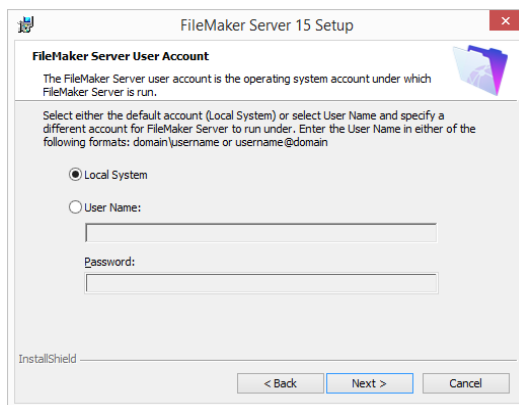 FileMaker Server 15 Setup
FileMaker Server User Account
The FileMaker Server user account is the operating system account under which
FileMaker Server is run.
Select either the default account (Local System) or select User Name and specify a
different account for FileMaker Server to run under. Enter the User Name in either of the
following formats: domain\username or username@domain
Local System
User Name:
Password:
InstallShield
< Back Next > Cancel